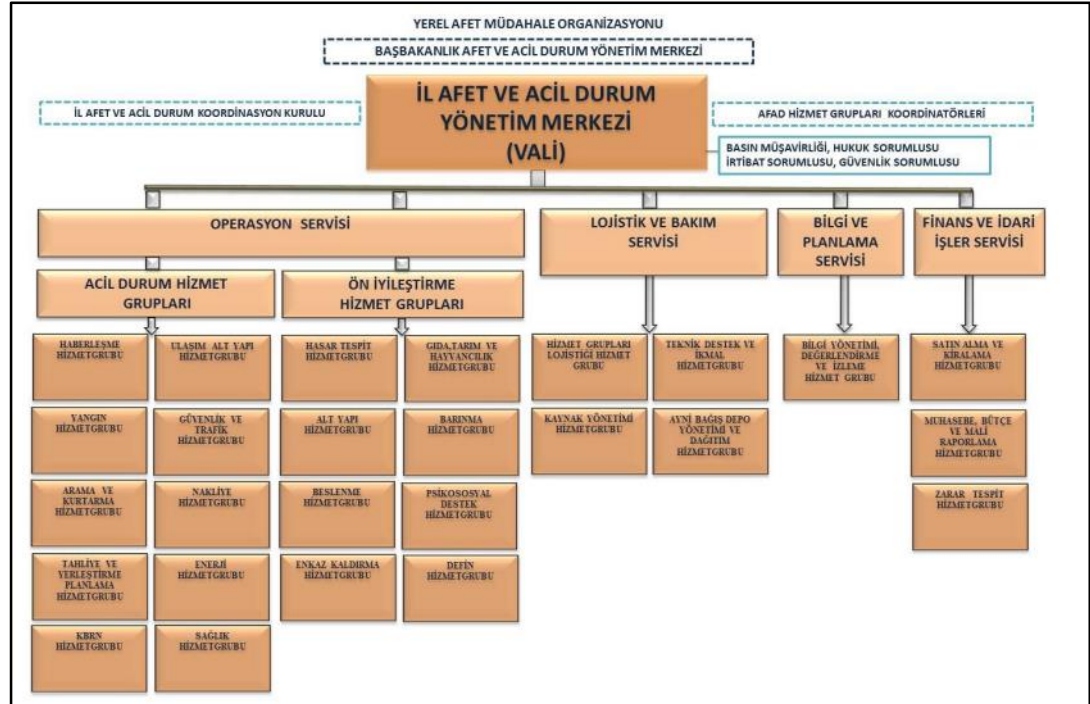 YEREL AFET MÜDAHALE ORGANİZASYONU
BAŞBAKANLIK AFET VE ACİL DURUM YÖNETİM MERKEZİ
İL AFET VE ACİL DURUM
YÖNETİM MERKEZİ
(VALİ)
İL AFET VE ACİL DURUM KOORDİNASYON KURULU
AFAD HİZMET GRUPLARI KOORDİNATÖRLERİ
BASIN MÜŞAVİRLİĞİ, HUKUK SORUMLUSU
İRTİBAT SORUMLUSU, GÜVENLİK SORUMLUSU
OPERASYON SERVİSİ
LOJİSTİK VE BAKIM
SERVİSİ
BİLGİ VE
PLANLAMA
SERVİSİ
FİNANS VE İDARİ
İŞLER SERVİSİ
ACİL DURUM HİZMET
GRUPLARI
ÖN İYİLEŞTİRME
HİZMET GRUPLARI
HABERLEŞME
HİZMETGRUBU
ULAŞIM ALT YAPI
HİZMETGRUBU
HASAR TESPİT
HİZMETGRUBU
GIDA,TARIM VE
HAYVANCILIK
HİZMETGRUBU
HİZMET GRUPLARI
LOJİSTİĞİ HİZMET
GRUBU
TEKNİK DESTEK VE
İKMAL
HİZMETGRUBU
BİLGİ YÖNETİMİ,
DEĞERLENDİRME
VE İZLEME
HİZMET GRUBU
SATIN ALMA VE
KİRALAMA
HİZMETGRUBU
YANGIN
HİZMETGRUBU
GÜVENLİK VE
TRAFİK
HİZMETGRUBU
ALT YAPI
HİZMETGRUBU
BARINMA
HİZMETGRUBU
KAYNAK YÖNETİMİ
HİZMETGRUBU
AYNİ BAĞIŞ DEPO
YÖNETİMİ VE
DAĞITIM
HİZMETGRUBU
MUHASEBE, BÜTÇE
VE MALİ
RAPORLAMA
HİZMETGRUBU
ARAMA VE
KURTARMA
HİZMETGRUBU
NAKLİYE
HİZMETGRUBU
BESLENME
HİZMETGRUBU
PSİKOSOSYAL
DESTEK
HİZMETGRUBU
ZARAR TESPİT
HİZMETGRUBU
TAHLİYE VE
YERLEŞTİRME
PLANLAMA
HİZMETGRUBU
ENERJİ
HİZMETGRUBU
ENKAZ KALDIRMA
HİZMETGRUBU
DEFİN
HİZMETGRUBU
KBRN
HİZMETGRUBU
SAĞLIK
HİZMETGRUBU